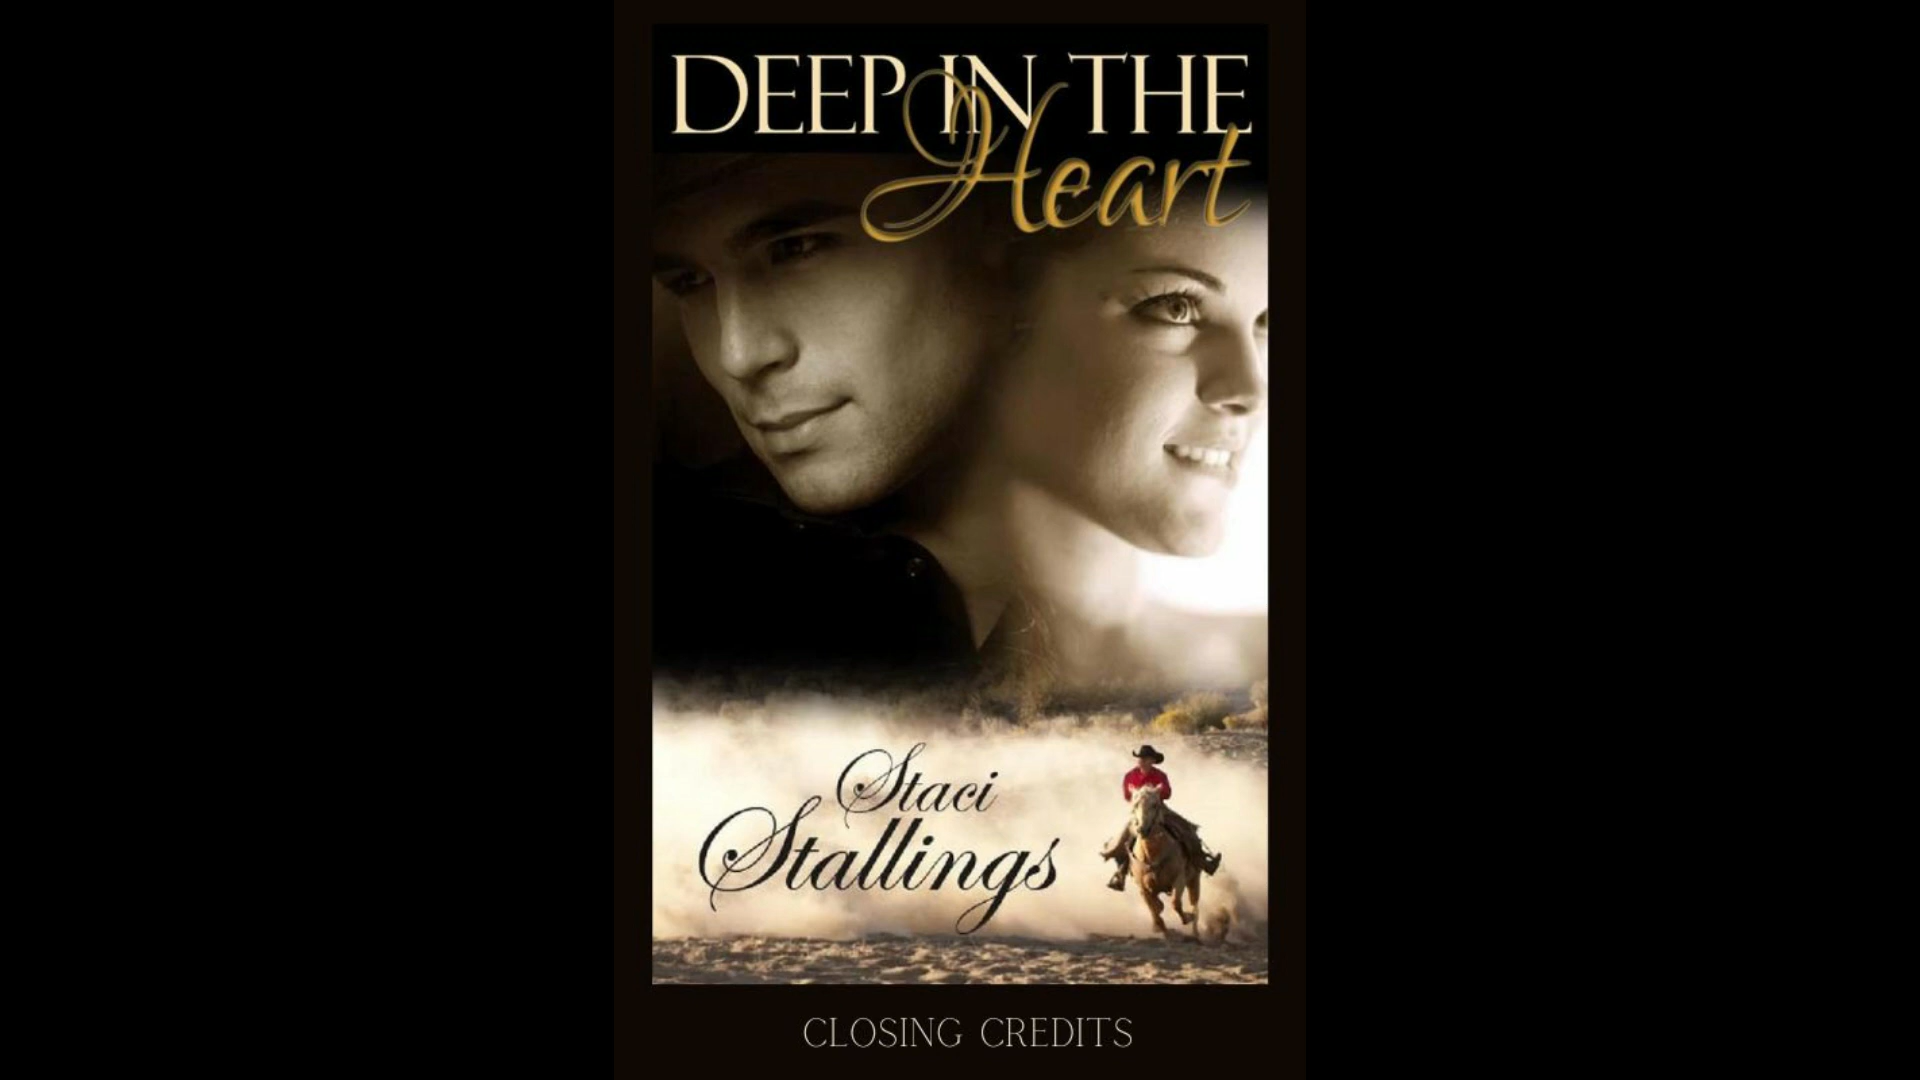 DEEP IN THE
Heart
Staci
Stallings
CLOSING CREDITS